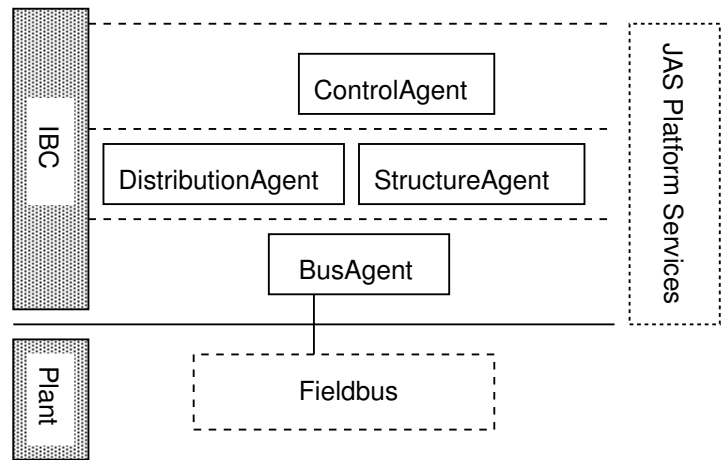 ControlAgent
IBC
DistributionAgent
StructureAgent
BusAgent
JAS Platform Services
Plant
Fieldbus